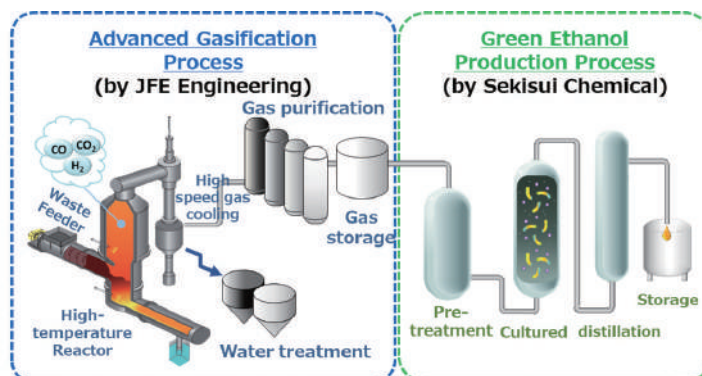 Advanced Gasification
Process
(by JFE Engineering)
Gas purification
CO
CO₂
H₂
Waste
Feeder
High
speed gas
cooling
Gas
storage
High-
temperature
Reactor
Water treatment
Green Ethanol
Production Process
(by Sekisui Chemical)
Pre-
treatment
Cultured
distillation
Storage